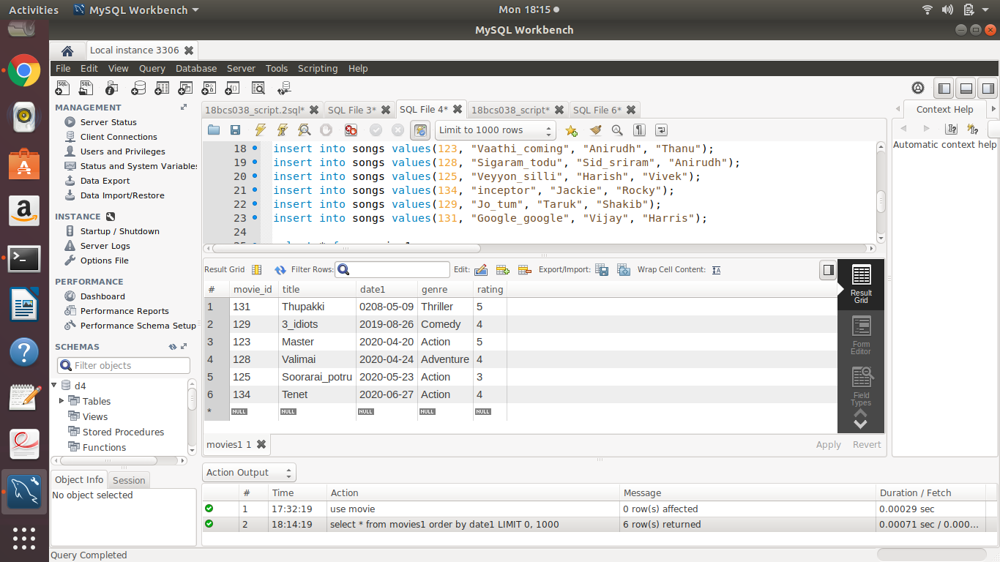 Activities MySQL Workbench Mon 18:15
MySQL Workbench
Local instance 3306
File Edit View Query Database Server Tools Scripting Help
MANAGEMENT
Server Status
Client Connections
Users and Privileges
Status and System Variables
Data Export
Data Import/Restore
INSTANCE
Startup / Shutdown
Server Logs
Options File
PERFORMANCE
Dashboard
Performance Reports
Performance Schema Setup
SCHEMAS
Filter objects
d4
Tables
Views
Stored Procedures
Functions
Object Info Session
No object selected
18bcs038_script.2sql* SQL File 3* SQL File 4* 18bcs038_script* SQL File 6*
Limit to 1000 rows
18 insert into songs values(123, "Vaathi_coming", "Anirudh", "Thanu");
19 insert into songs values(128, "Sigaram_todu", "Sid_sriram", "Anirudh");
20 insert into songs values(125, "Veyyon_silli", "Harish", "Vivek");
21 insert into songs values(134, "inceptor", "Jackie", "Rocky");
22 insert into songs values(129, "Jo_tum", "Taruk", "Shakib");
23 insert into songs values(131, "Google_google", "Vijay", "Harris");
24
Result Grid Filter Rows: Edit: Export/Import: Wrap Cell Content:
# movie_id title date1 genre rating
1 131 Thupakki 0208-05-09 Thriller 5
2 129 3_idiots 2019-08-26 Comedy 4
3 123 Master 2020-04-20 Action 5
4 128 Valimai 2020-04-24 Adventure 4
5 125 Soorarai_potru 2020-05-23 Action 3
6 134 Tenet 2020-06-27 Action 4
* NULL NULL NULL NULL NULL
Result
Grid
Form
Editor
Field
Types
movies1 1 Apply Revert
Context Help
Automatic context help
Action Output
# Time Action Message Duration / Fetch
1 17:32:19 use movie 0 row(s) affected 0.00029 sec
2 18:14:19 select * from movies1 order by date1 LIMIT 0, 1000 6 row(s) returned 0.00071 sec / 0.000...
Query Completed